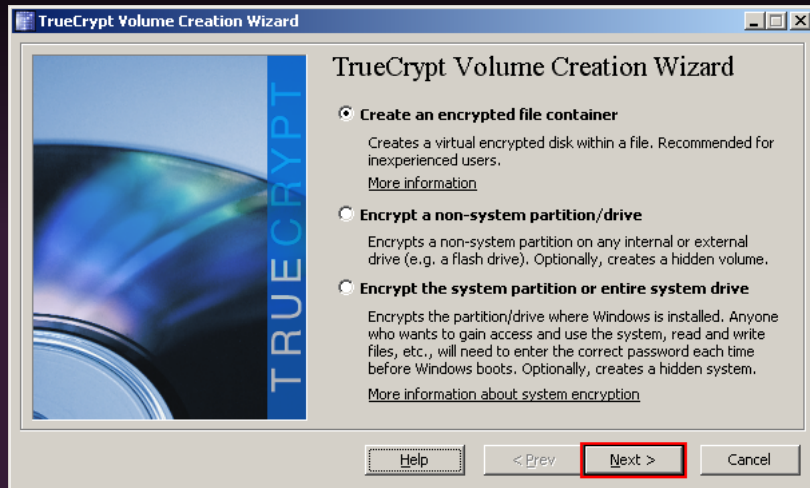 TrueCrypt Volume Creation Wizard
TRUECRYPT
TrueCrypt Volume Creation Wizard
Create an encrypted file container
Creates a virtual encrypted disk within a file. Recommended for
inexperienced users.
More information
Encrypt a non-system partition/drive
Encrypts a non-system partition on any internal or external
drive (e.g. a flash drive). Optionally, creates a hidden volume.
Encrypt the system partition or entire system drive
Encrypts the partition/drive where Windows is installed. Anyone
who wants to gain access and use the system, read and write
files, etc., will need to enter the correct password each time
before Windows boots. Optionally, creates a hidden system.
More information about system encryption
Help < Prev Next > Cancel